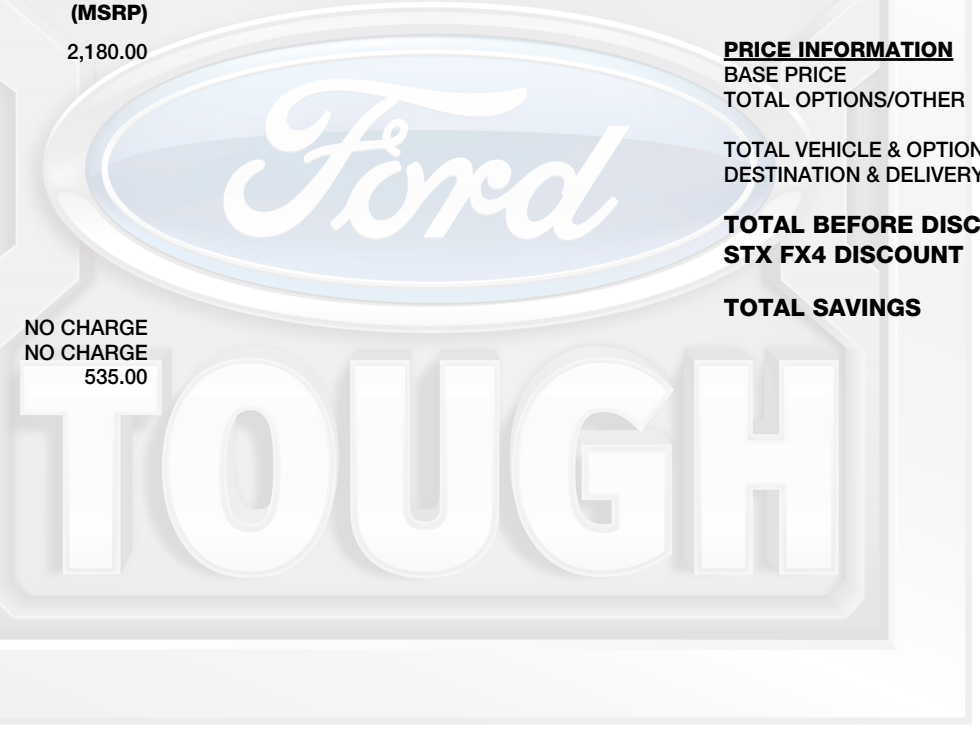 (MSRP)
2,180.00
NO CHARGE
NO CHARGE
535.00
PRICE INFORMATION
BASE PRICE
TOTAL OPTIONS/OTHER
TOTAL VEHICLE & OPTION
DESTINATION & DELIVERY
TOTAL BEFORE DISC
STX FX4 DISCOUNT
TOTAL SAVINGS
Ford
TOUGH